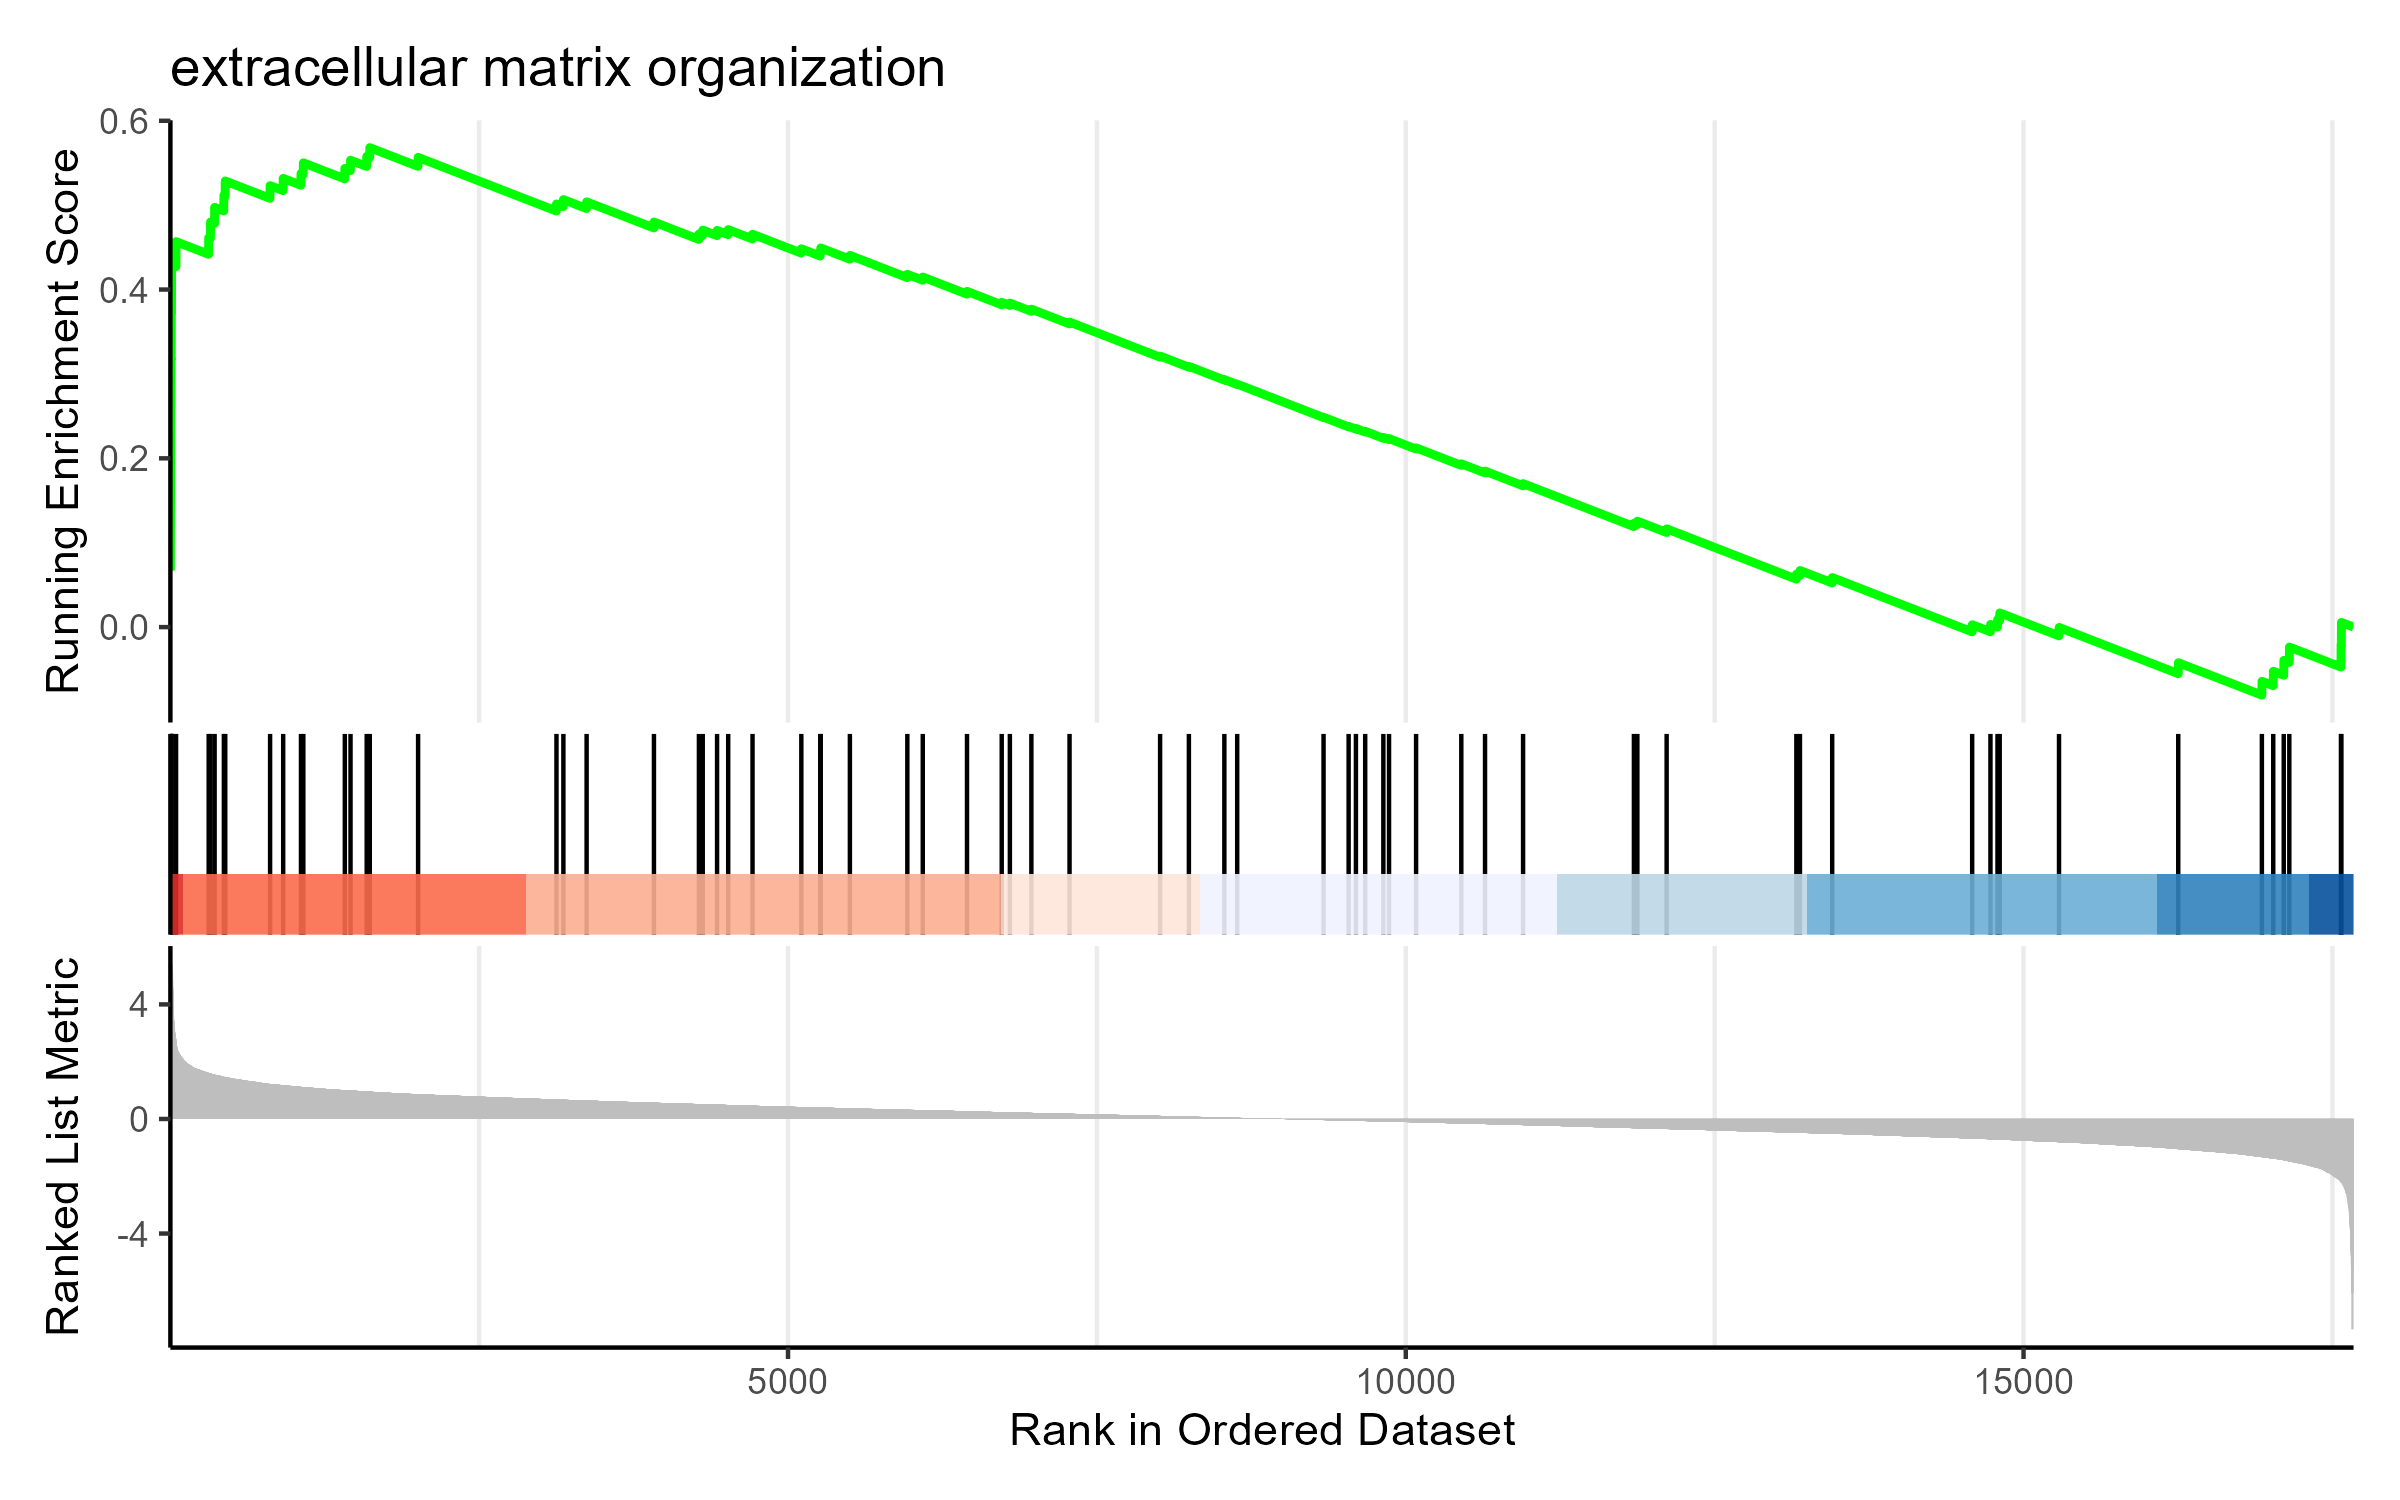 extracellular matrix organization
Running Enrichment Score
0.6
0.4
0.2
0.0
Ranked List Metric
4
0
-4
5000
10000
15000
Rank in Ordered Dataset